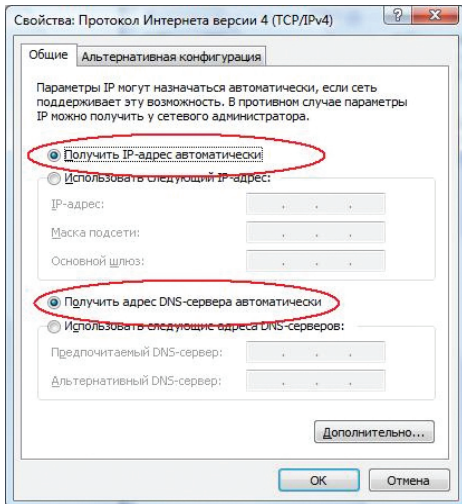 Свойства: Протокол Интернета версии 4 (TCP/IPv4)
Общие
Альтернативная конфигурация
Параметры IP могут назначаться автоматически, если сеть
поддерживает эту возможность. В противном случае параметры
IP можно получить у сетевого администратора.
Получить IP-адрес автоматически
Использовать следующий IP-адрес:
IP-адрес:
Маска подсети:
Основной шлюз:
Получить адрес DNS-сервера автоматически
Использовать следующие адреса DNS-серверов:
Предпочитаемый DNS-сервер:
Альтернативный DNS-сервер:
Дополнительно...
ОК
Отмена